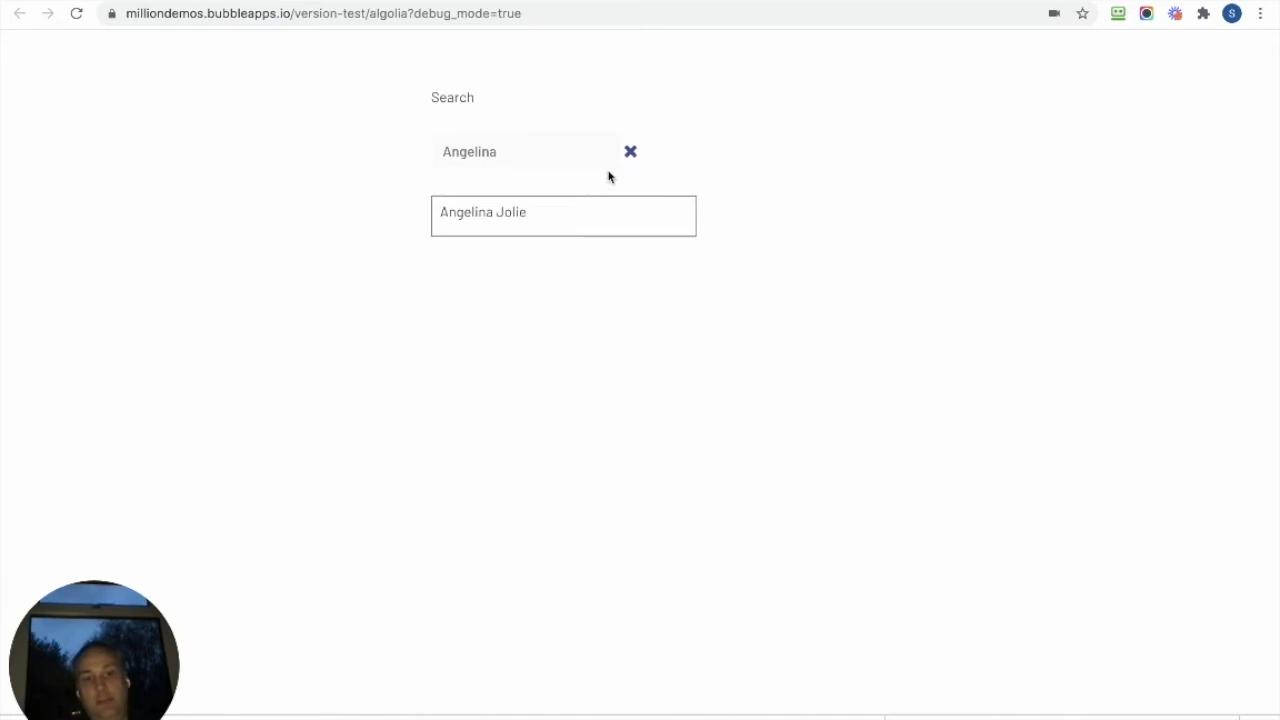 milliondemos.bubbleapps.io/version-test/algolia?debug_mode=true
S
Search
Angelina
Angelina Jolie